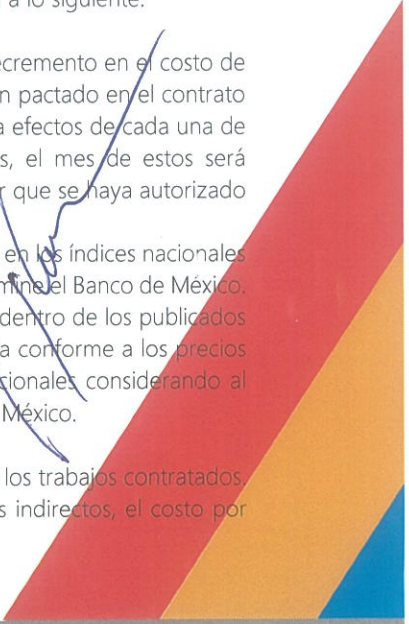 a lo siguiente.
ecremento en el costo de
n pactado en el contrato
a efectos de cada una de
s, el mes de estos será
r que se haya autorizado
en los índices nacionales
mine el Banco de México.
dentro de los publicados
a conforme a los precios
cionales considerando al
México.
los trabajos contratados.
s indirectos, el costo por